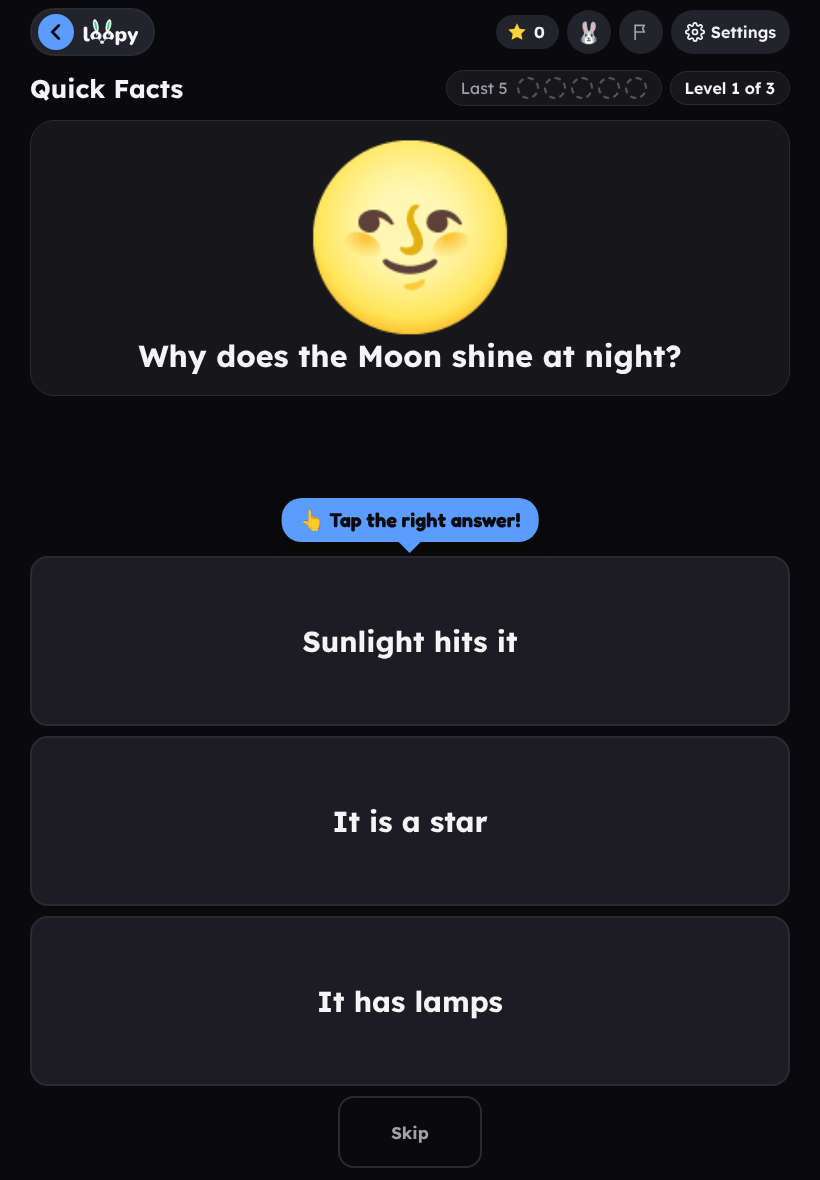 loopy
0
Settings
Quick Facts
Last 5
Level 1 of 3
Why does the Moon shine at night?
Tap the right answer!
Sunlight hits it
It is a star
It has lamps
Skip